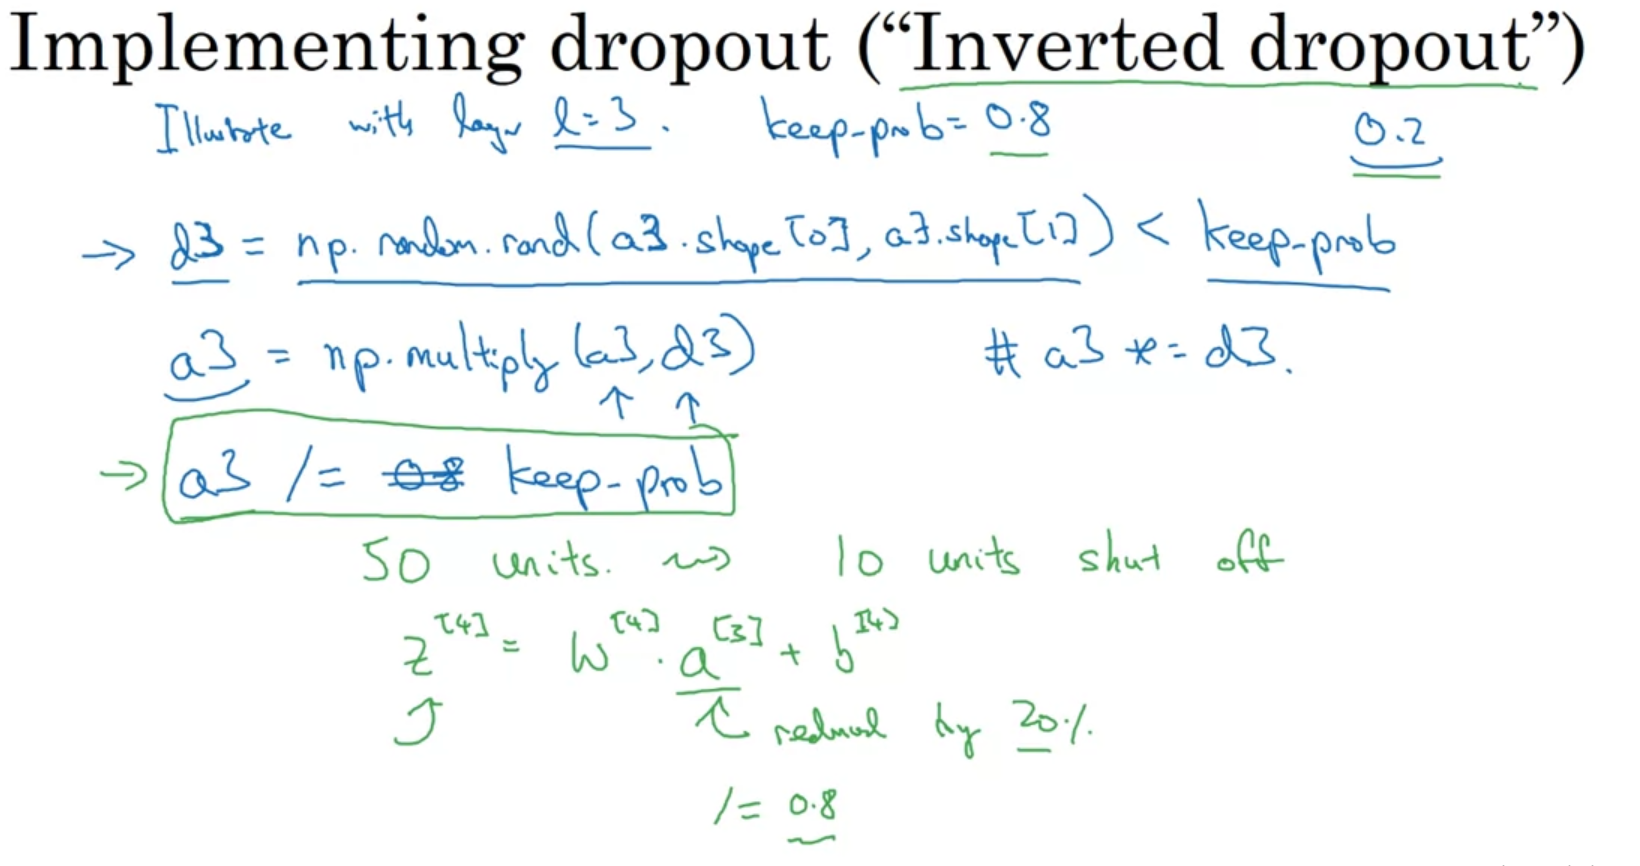 Implementing dropout (“Inverted dropout”)
Illustrate with layer l=3. keep-prob= 0.8 0.2
→ d3 = np.random.rand(a3.shape[0], a3.shape[1]) < keep-prob
a3 = np.multiply(a3, d3) # a3 *= d3.
↑ ↑
→ a3 /= 0.8 keep-prob
50 units. ⇝ 10 units shut off
z[4] = W[4] · a[3] + b[4]
reduced by 20%
/= 0.8